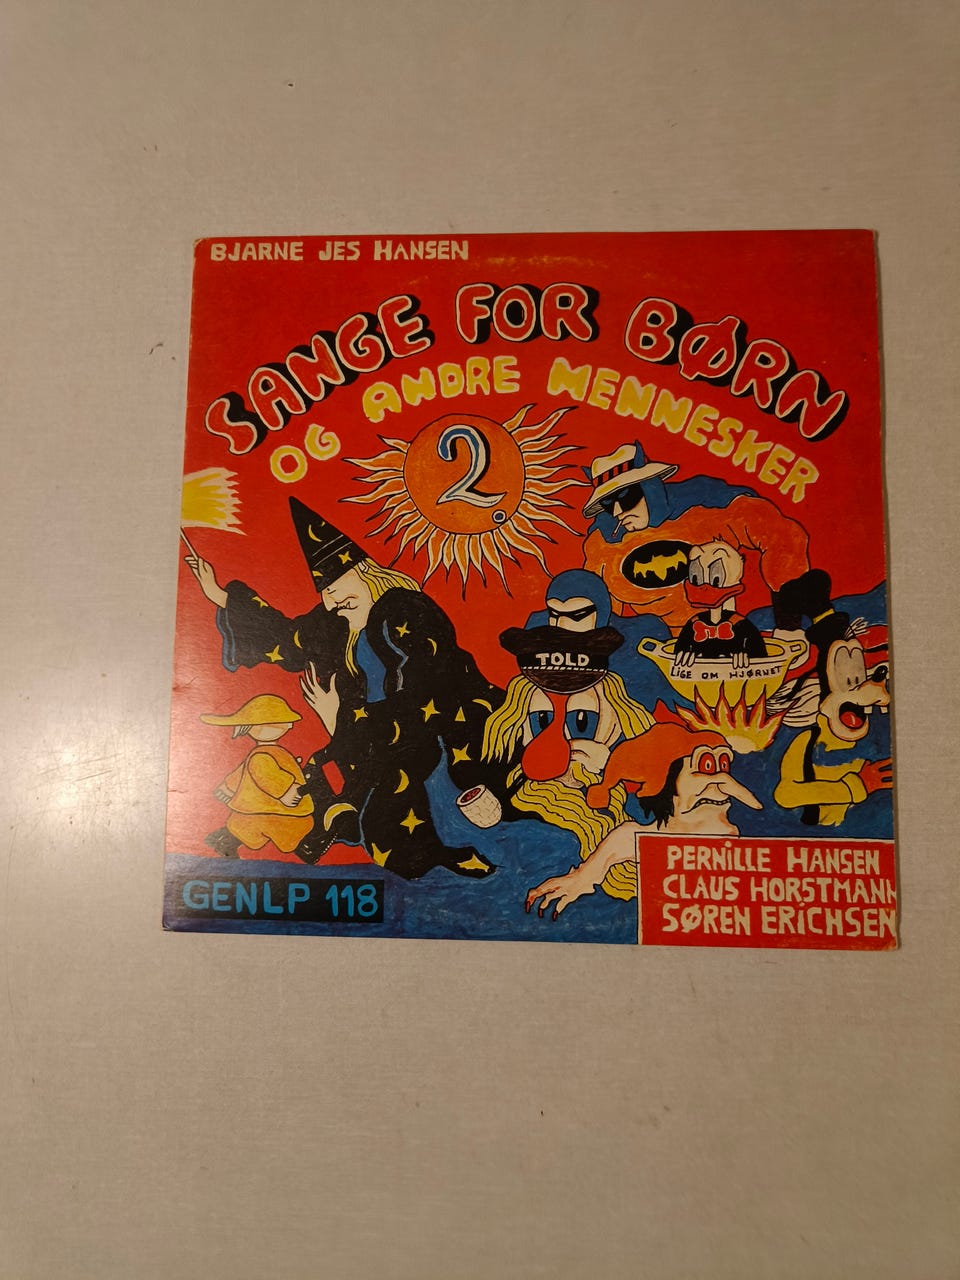 BJARNE JES HANSEN
SANGE FOR BØRN
OG ANDRE MENNESKER
2.
TOLD
LIGE OM HJØRNET
PERNILLE HANSEN
CLAUS HORSTMANN
SØREN ERICHSEN
GENLP 118